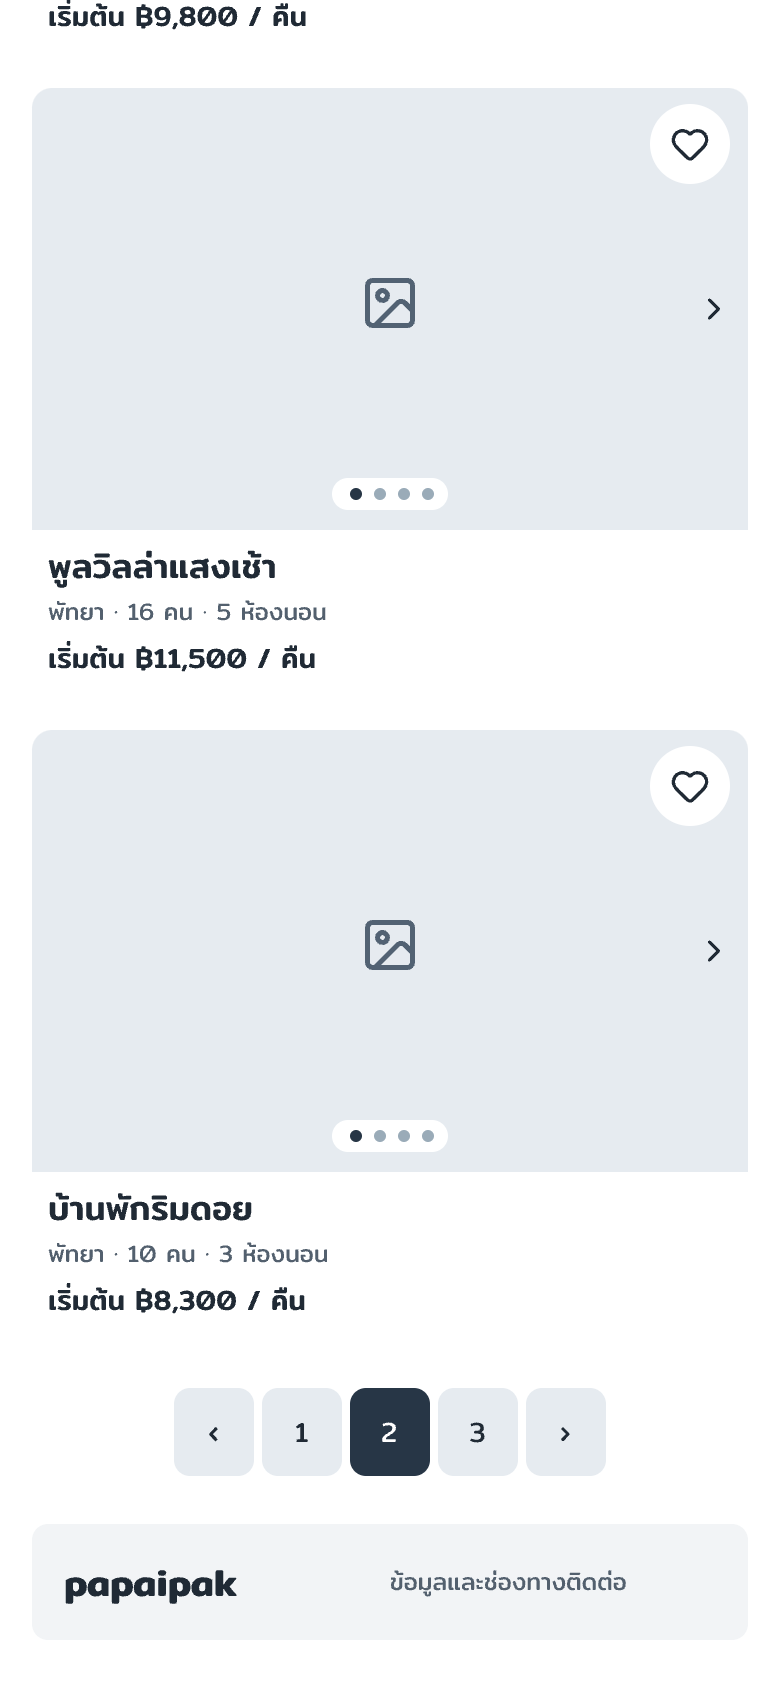 เริ่มต้น ฿9,800 / คืน
พูลวิลล่าแสงเช้า
พัทยา · 16 คน · 5 ห้องนอน
เริ่มต้น ฿11,500 / คืน
บ้านพักริมดอย
พัทยา · 10 คน · 3 ห้องนอน
เริ่มต้น ฿8,300 / คืน
‹ 1 2 3 ›
papaipak ข้อมูลและช่องทางติดต่อ